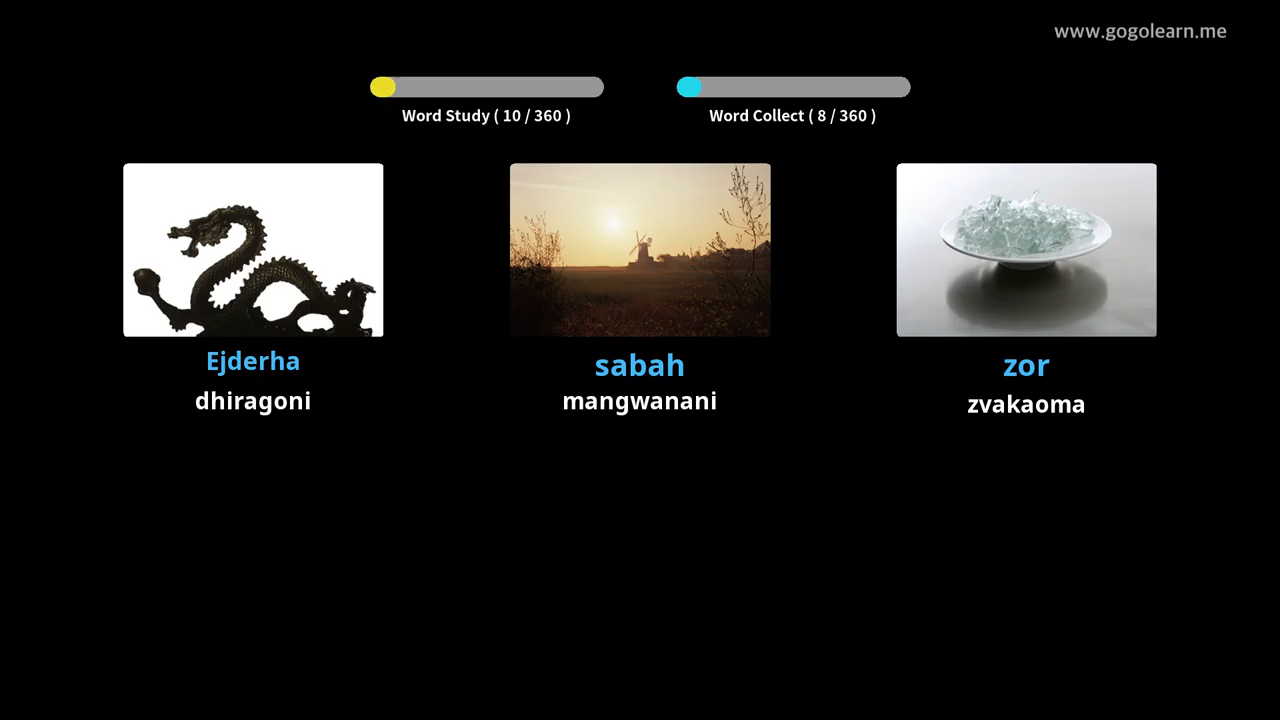 www.gogolearn.me
Word Study ( 10 / 360 )
Word Collect ( 8 / 360 )
Ejderha
dhiragoni
sabah
mangwanani
zor
zvakaoma